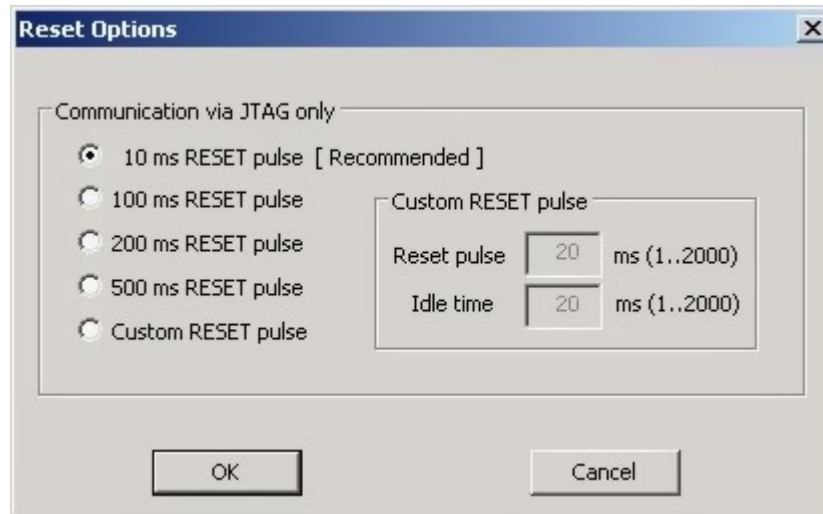 Reset Options
Communication via JTAG only
10 ms RESET pulse [ Recommended ]
100 ms RESET pulse
200 ms RESET pulse
500 ms RESET pulse
Custom RESET pulse
Custom RESET pulse
Reset pulse 20 ms (1..2000)
Idle time 20 ms (1..2000)
OK Cancel